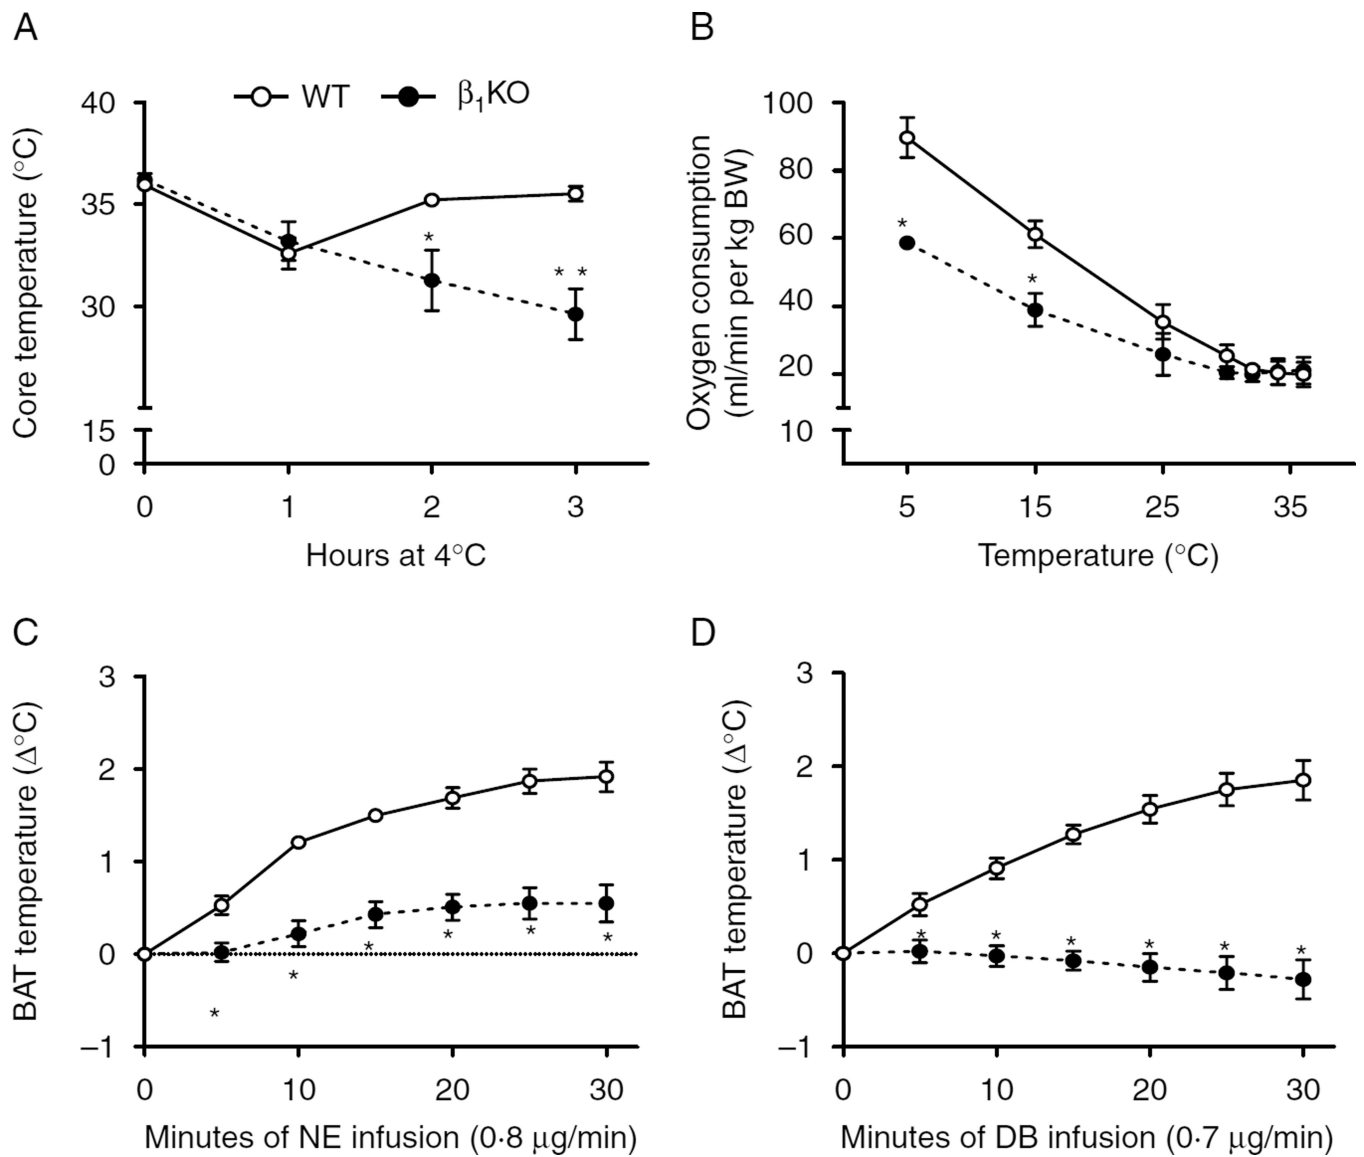 A
WT
β1KO
Core temperature (°C)
40
35
30
15
0
0 1 2 3
Hours at 4°C
*
* *
B
Oxygen consumption
(ml/min per kg BW)
100
80
60
40
20
10
5 15 25 35
Temperature (°C)
*
*
C
BAT temperature (Δ°C)
3
2
1
0
–1
0 10 20 30
Minutes of NE infusion (0·8 μg/min)
* * * * * *
D
BAT temperature (Δ°C)
3
2
1
0
–1
0 10 20 30
Minutes of DB infusion (0·7 μg/min)
* * * * * *